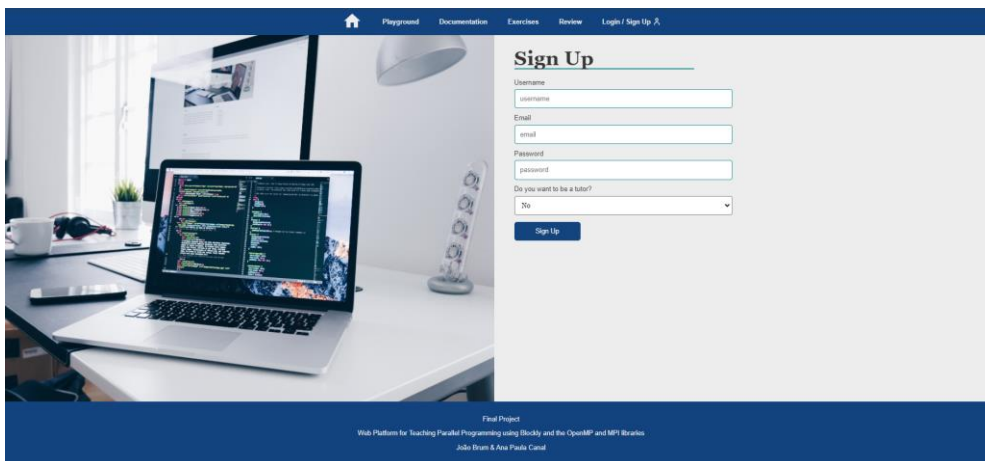 Playground Documentation Exercises Review Login / Sign Up
Sign Up
Username
username
Email
email
Password
password
Do you want to be a tutor?
No
Sign Up
Final Project
Web Platform for Teaching Parallel Programming using Blockly and the OpenMP and MPI libraries
João Brum & Ana Paula Canal